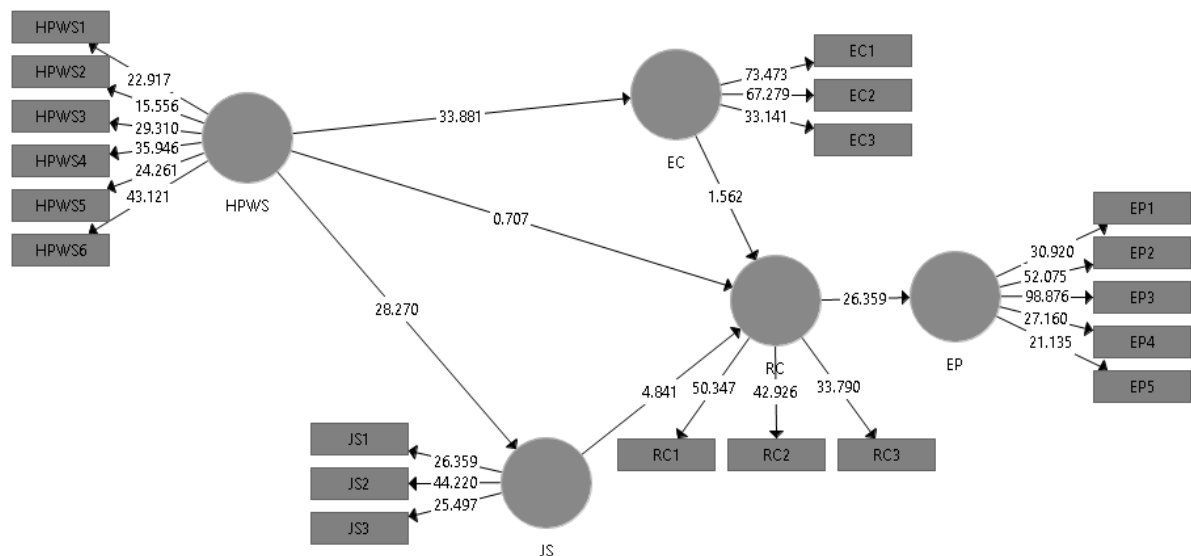 HPWS1
HPWS2
HPWS3
HPWS4
HPWS5
HPWS6
22.917
15.556
29.310
35.946
24.261
43.121
HPWS
33.881
0.707
28.270
EC
73.473
67.279
33.141
EC1
EC2
EC3
1.562
RC
26.359
EP
30.920
52.075
98.876
27.160
21.135
EP1
EP2
EP3
EP4
EP5
4.841
50.347
42.926
33.790
RC1
RC2
RC3
JS1
JS2
JS3
26.359
44.220
25.497
JS